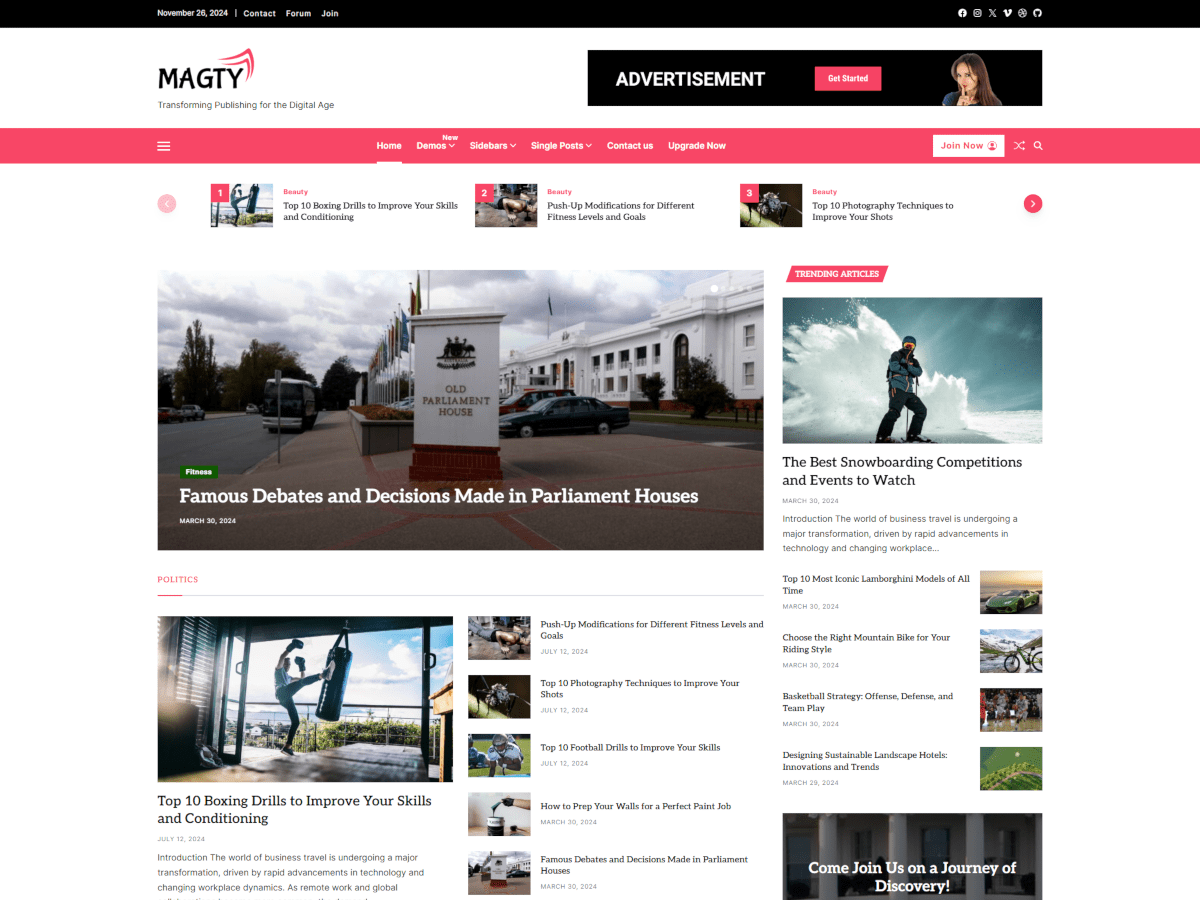 November 26, 2024 | Contact Forum Join
MAGTY
Transforming Publishing for the Digital Age
ADVERTISEMENT
Get Started
Home
Demos
New
Sidebars
Single Posts
Contact us
Upgrade Now
Join Now
1
Beauty
Top 10 Boxing Drills to Improve Your Skills
and Conditioning
2
Beauty
Push-Up Modifications for Different
Fitness Levels and Goals
3
Beauty
Top 10 Photography Techniques to
Improve Your Shots
OLD
PARLIAMENT
HOUSE
Fitness
Famous Debates and Decisions Made in Parliament Houses
MARCH 30, 2024
POLITICS
Top 10 Boxing Drills to Improve Your Skills
and Conditioning
JULY 12, 2024
Introduction The world of business travel is undergoing a major
transformation, driven by rapid advancements in technology and
changing workplace dynamics. As remote work and global
Push-Up Modifications for Different Fitness Levels and
Goals
JULY 12, 2024
Top 10 Photography Techniques to Improve Your
Shots
JULY 12, 2024
Top 10 Football Drills to Improve Your Skills
JULY 12, 2024
How to Prep Your Walls for a Perfect Paint Job
MARCH 30, 2024
Famous Debates and Decisions Made in Parliament
Houses
MARCH 30, 2024
TRENDING ARTICLES
The Best Snowboarding Competitions
and Events to Watch
MARCH 30, 2024
Introduction The world of business travel is undergoing a
major transformation, driven by rapid advancements in
technology and changing workplace...
Top 10 Most Iconic Lamborghini Models of All
Time
MARCH 30, 2024
Choose the Right Mountain Bike for Your
Riding Style
MARCH 30, 2024
Basketball Strategy: Offense, Defense, and
Team Play
MARCH 30, 2024
Designing Sustainable Landscape Hotels:
Innovations and Trends
MARCH 29, 2024
Come Join Us on a Journey of
Discovery!